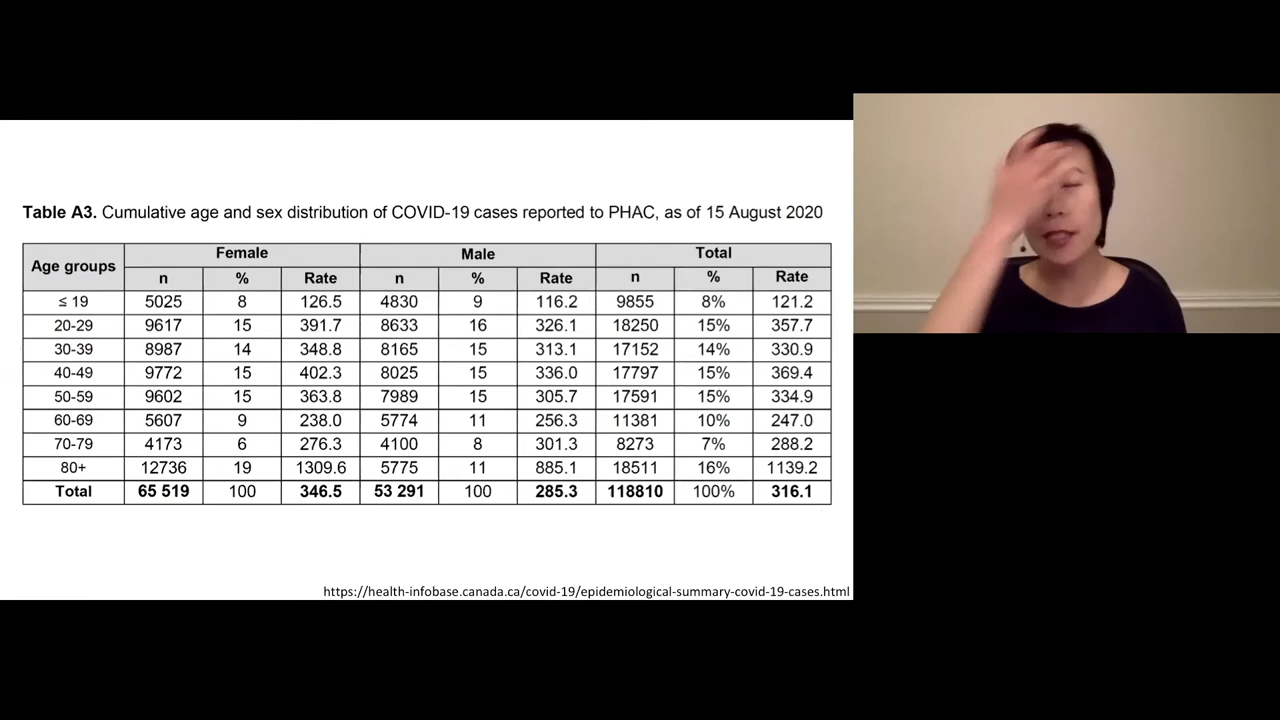 Table A3. Cumulative age and sex distribution of COVID-19 cases reported to PHAC, as of 15 August 2020
Age groups Female Male Total
n % Rate n % Rate n % Rate
≤ 19 5025 8 126.5 4830 9 116.2 9855 8% 121.2
20-29 9617 15 391.7 8633 16 326.1 18250 15% 357.7
30-39 8987 14 348.8 8165 15 313.1 17152 14% 330.9
40-49 9772 15 402.3 8025 15 336.0 17797 15% 369.4
50-59 9602 15 363.8 7989 15 305.7 17591 15% 334.9
60-69 5607 9 238.0 5774 11 256.3 11381 10% 247.0
70-79 4173 6 276.3 4100 8 301.3 8273 7% 288.2
80+ 12736 19 1309.6 5775 11 885.1 18511 16% 1139.2
Total 65 519 100 346.5 53 291 100 285.3 118810 100% 316.1
https://health-infobase.canada.ca/covid-19/epidemiological-summary-covid-19-cases.html